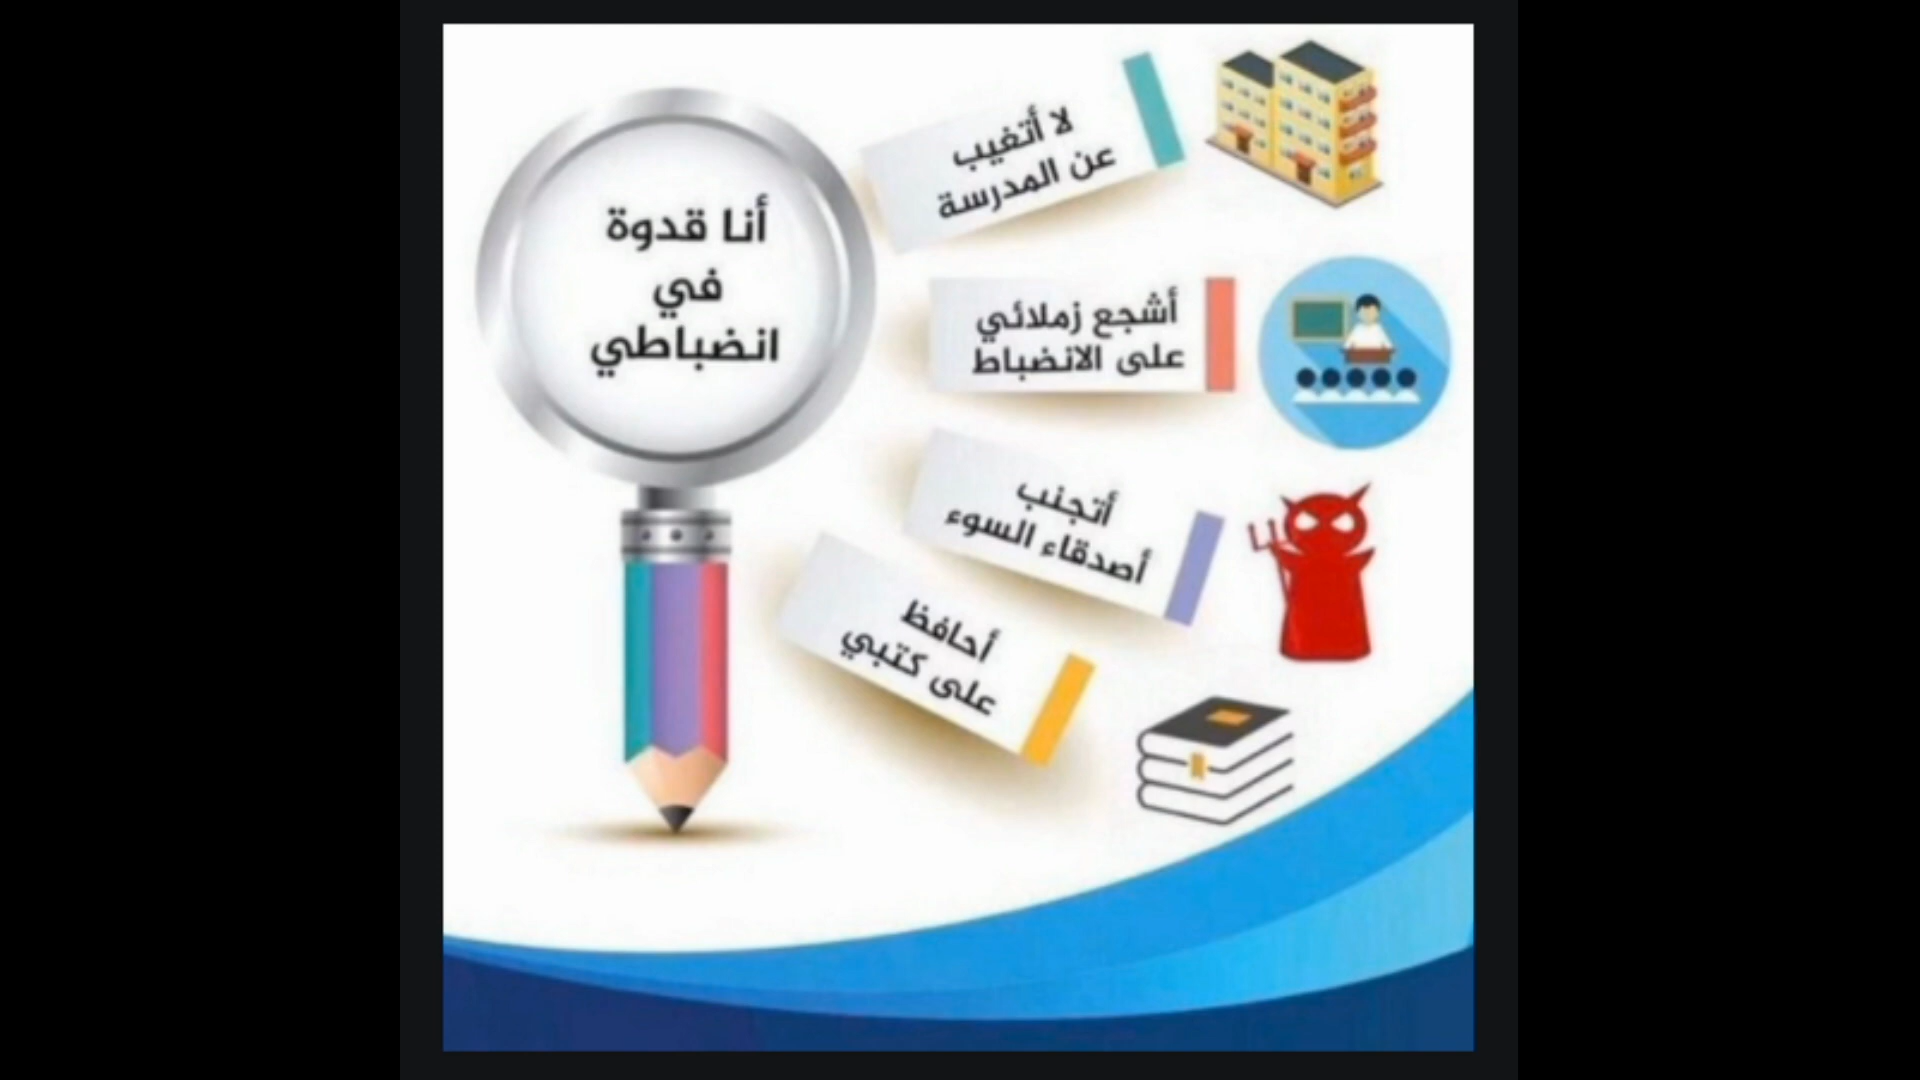 أنا قدوة
في
انضباطي
لا أتغيب
عن المدرسة
أشجع زملائي
على الانضباط
أتجنب
أصدقاء السوء
أحافظ
على كتبي